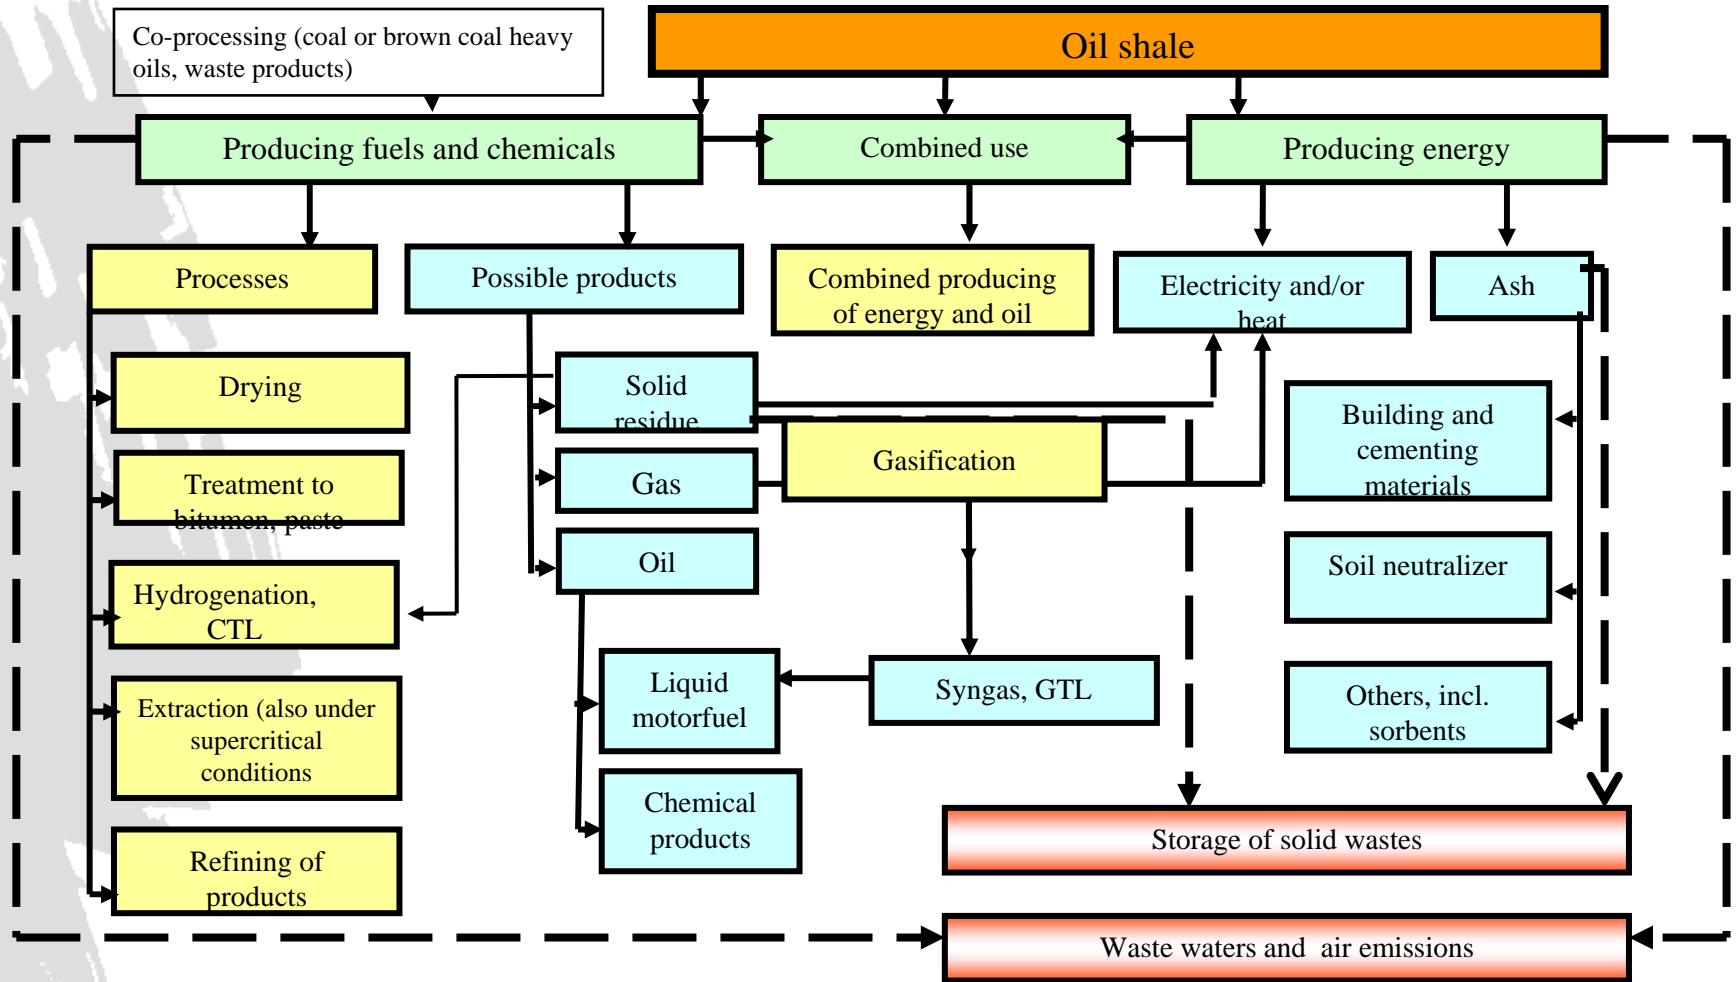 Co-processing (coal or brown coal heavy
oils, waste products)
Oil shale
Producing fuels and chemicals
Combined use
Producing energy
Processes
Possible products
Combined producing
of energy and oil
Electricity and/or
heat
Ash
Drying
Solid
residue
Building and
cementing
materials
Treatment to
bitumen, paste
Gas
Gasification
Hydrogenation,
CTL
Oil
Soil neutralizer
Extraction (also under
supercritical
conditions
Liquid
motorfuel
Syngas, GTL
Others, incl.
sorbents
Chemical
products
Storage of solid wastes
Refining of
products
Waste waters and  air emissions